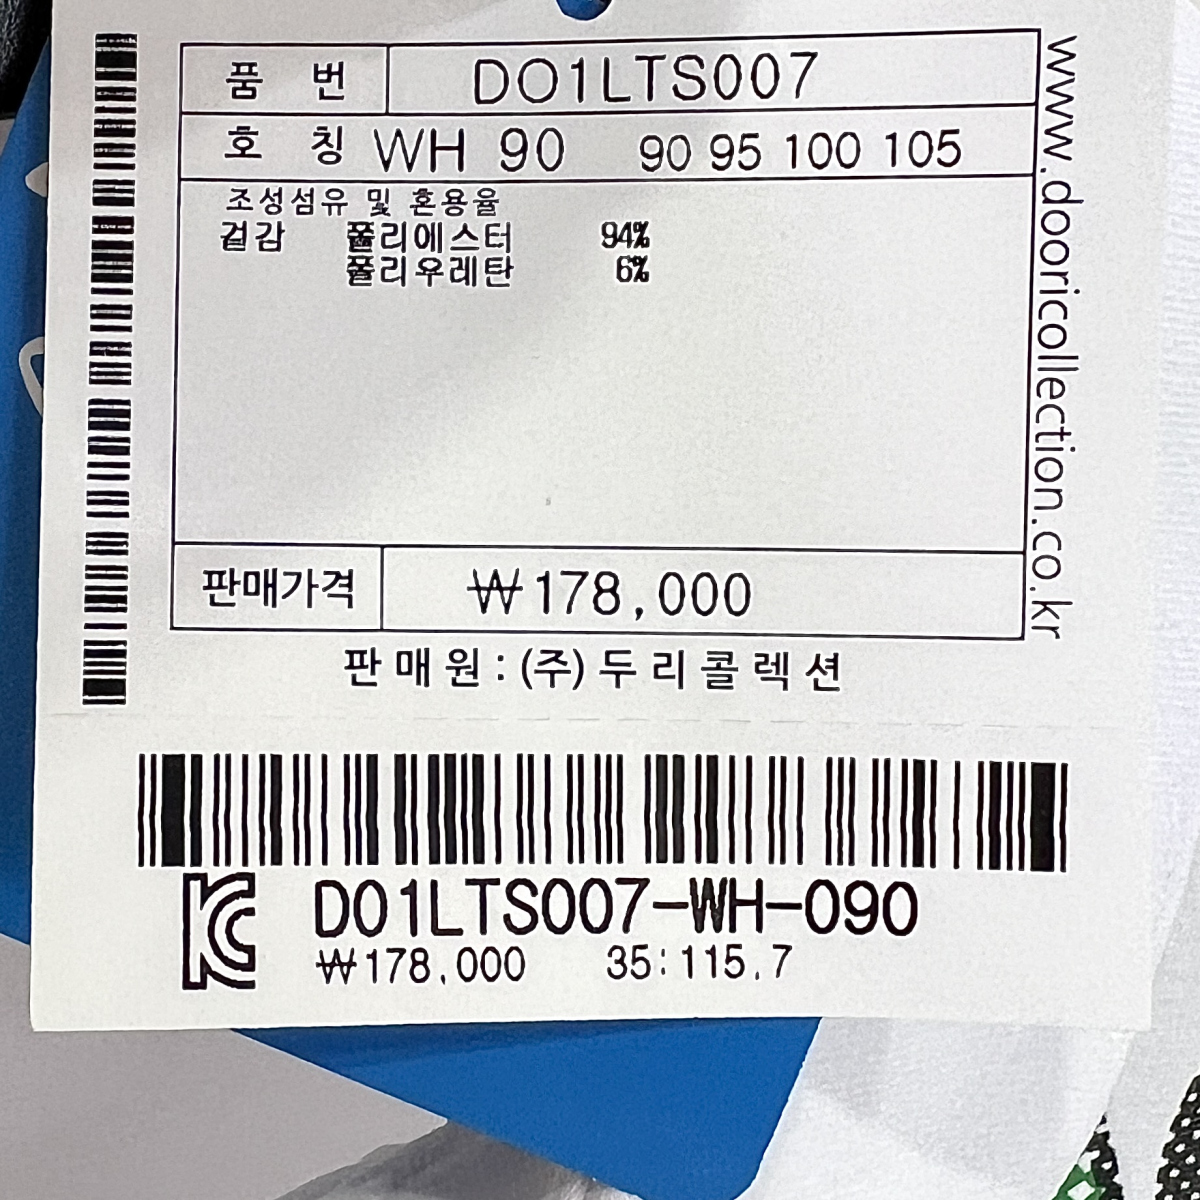 품 번 DO1LTS007
호 칭 WH 90 90 95 100 105
조성섬유 및 혼용율
겉감 폴리에스터 94%
폴리우레탄 6%
판매가격 ₩178,000
판매원 : (주)두리콜렉션
www.dooricollection.co.kr
KC DO1LTS007-WH-090
₩178,000 35:115.7